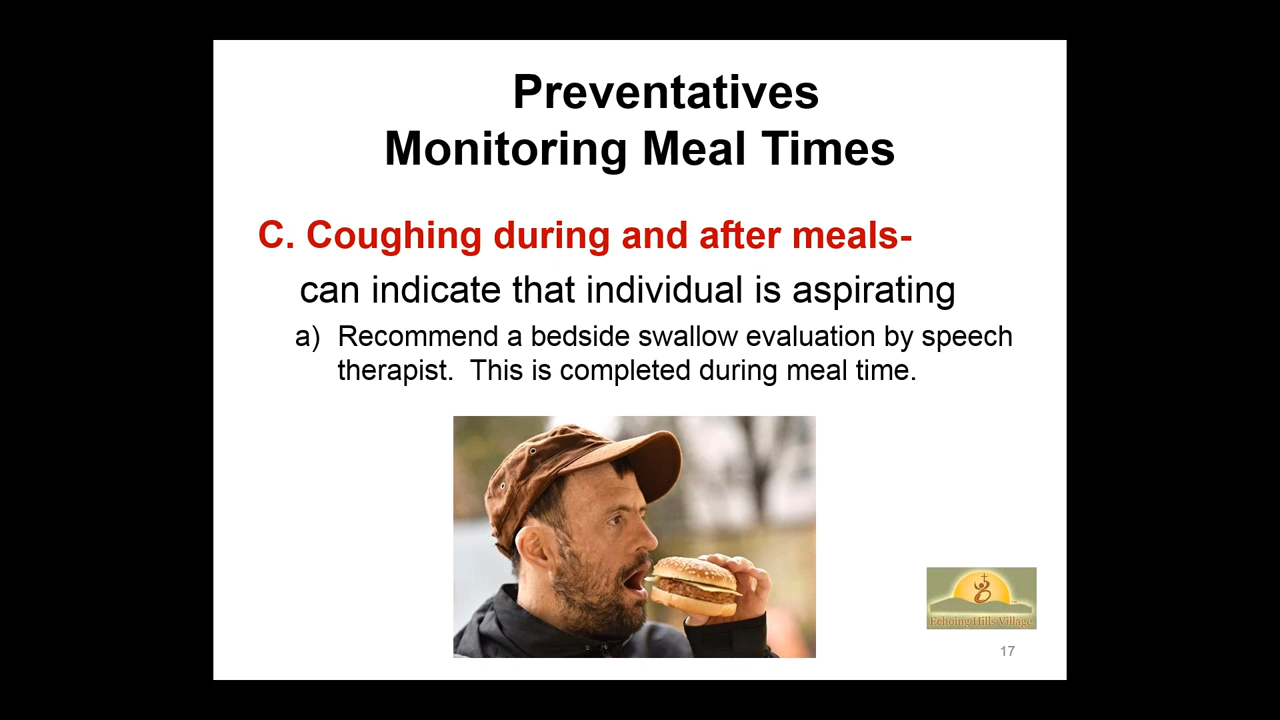 Preventatives
Monitoring Meal Times
C. Coughing during and after meals-
can indicate that individual is aspirating
a) Recommend a bedside swallow evaluation by speech
therapist. This is completed during meal time.
Echoing Hills Village
17